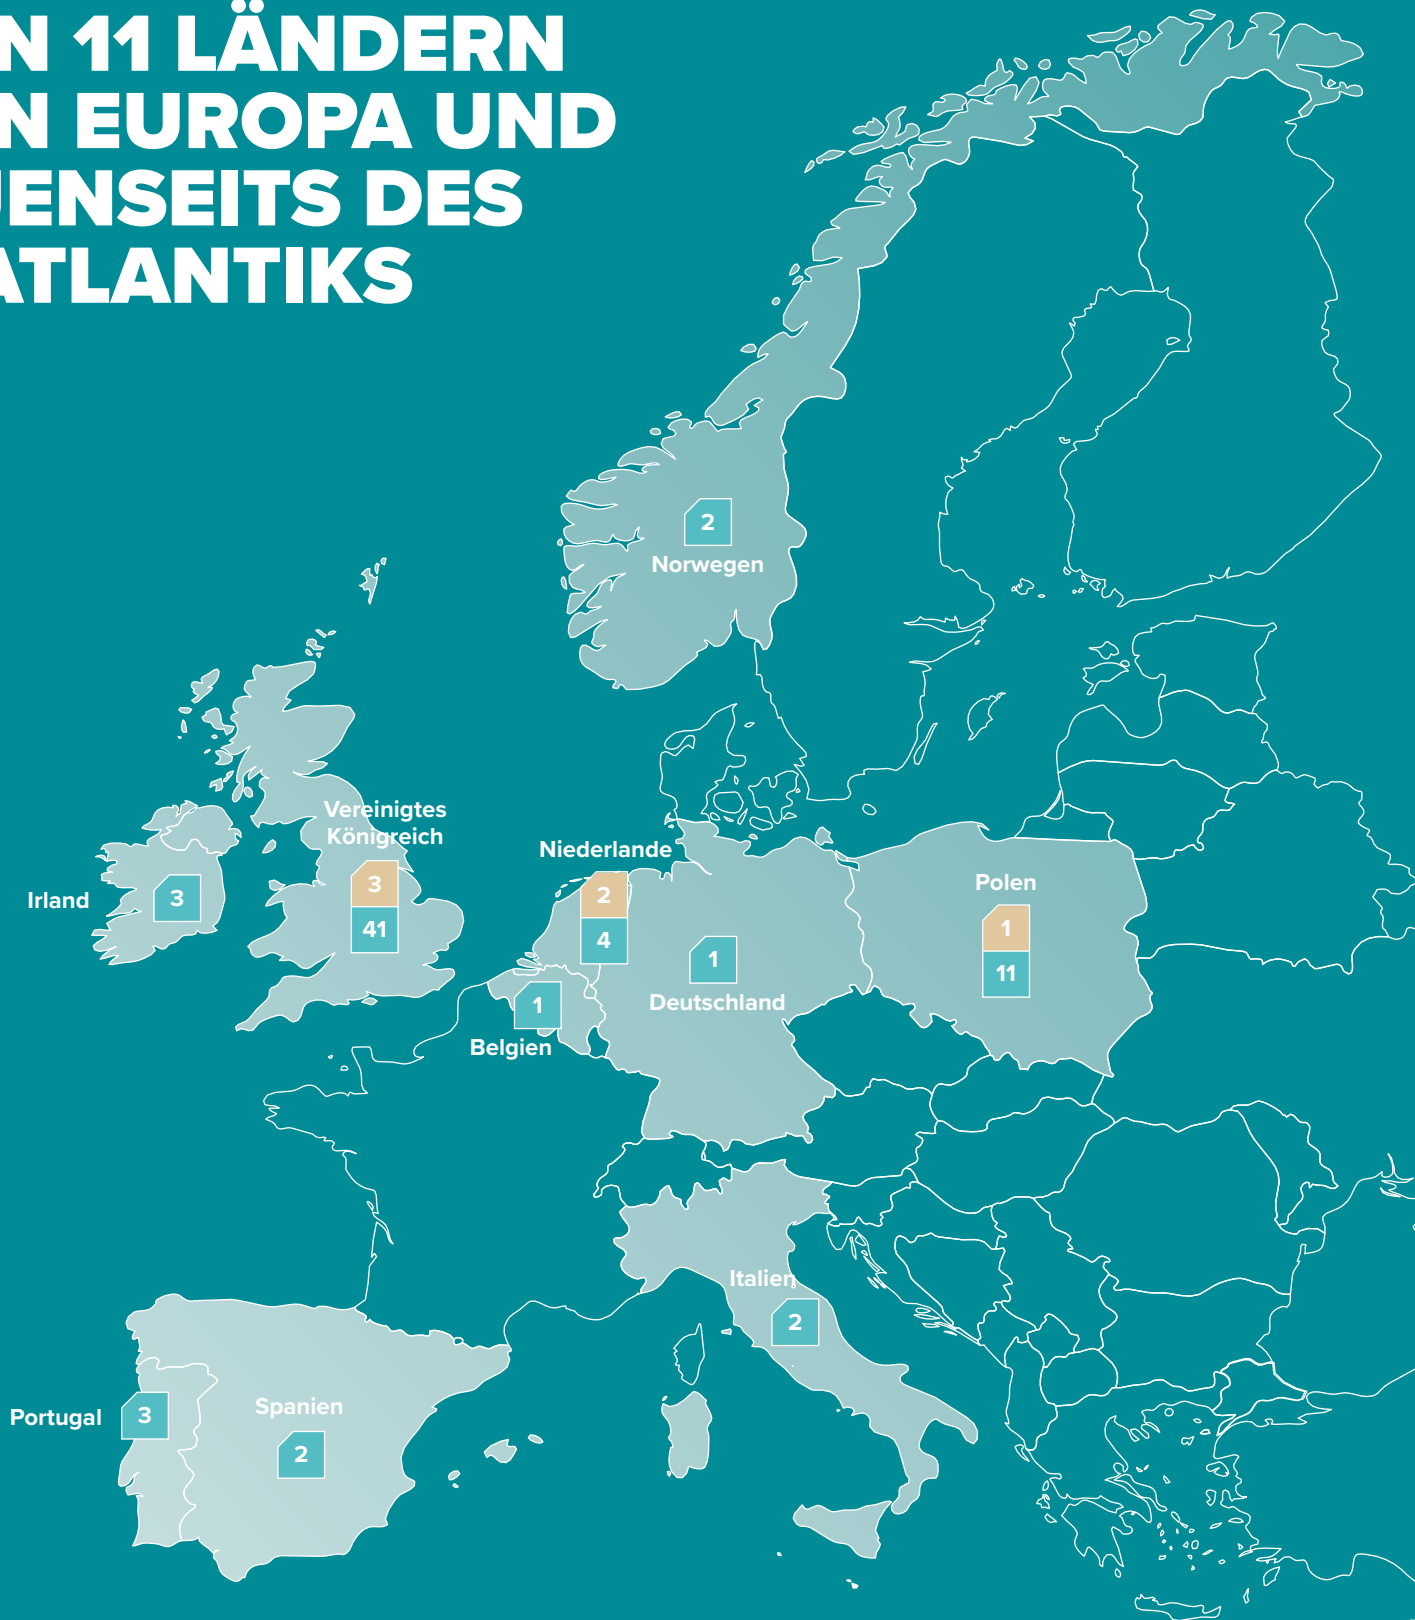 N 11 LÄNDERN
N EUROPA UND
JENSEITS DES
ATLANTIKS
2
Norwegen
Vereinigtes
Königreich
3
41
Irland
3
Niederlande
2
4
1
Deutschland
Polen
1
11
1
Belgien
Italien
2
Portugal
3
Spanien
2